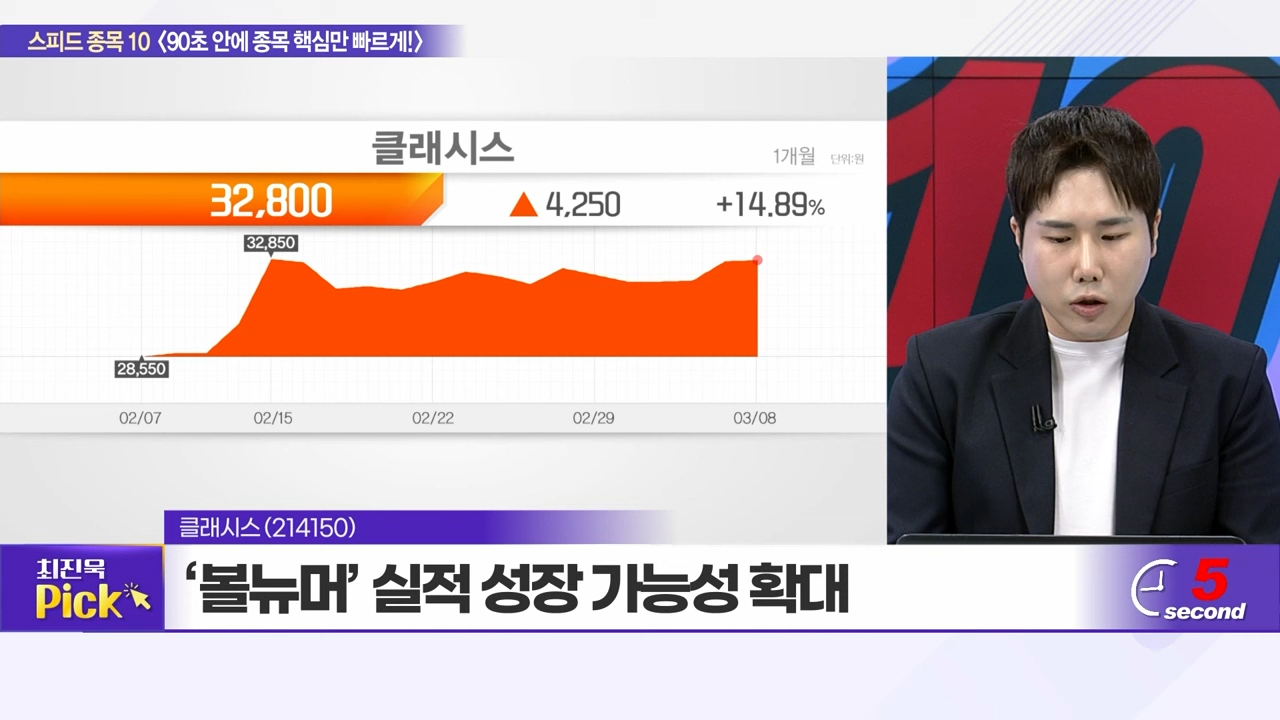 스피드 종목 10 〈90초 안에 종목 핵심만 빠르게!〉
10
클래시스
1개월 단위:원
32,800 ▲ 4,250 +14.89%
32,850
28,550
02/07 02/15 02/22 02/29 03/08
클래시스 (214150)
최진욱
Pick
‘볼뉴머’ 실적 성장 가능성 확대
5
second